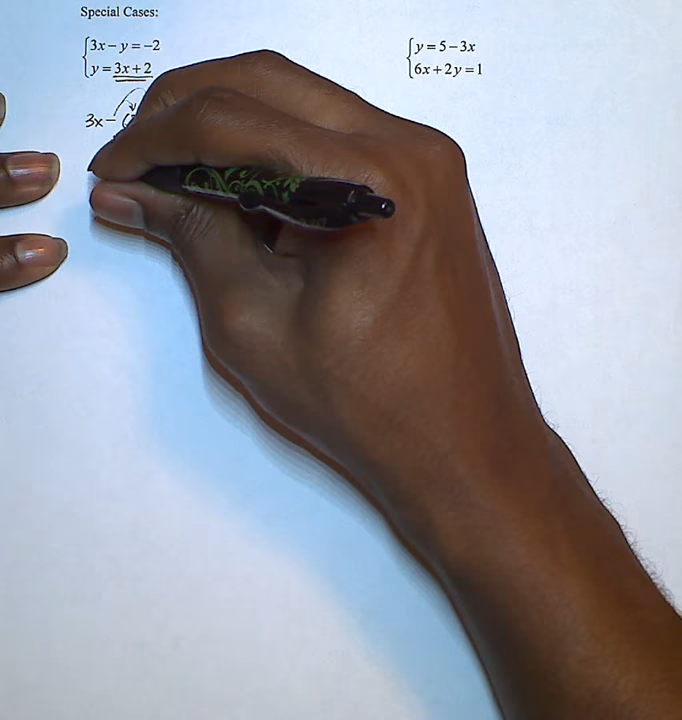 Special Cases:
3x − y = −2
y = 3x + 2
3x − (
y = 5 − 3x
6x + 2y = 1